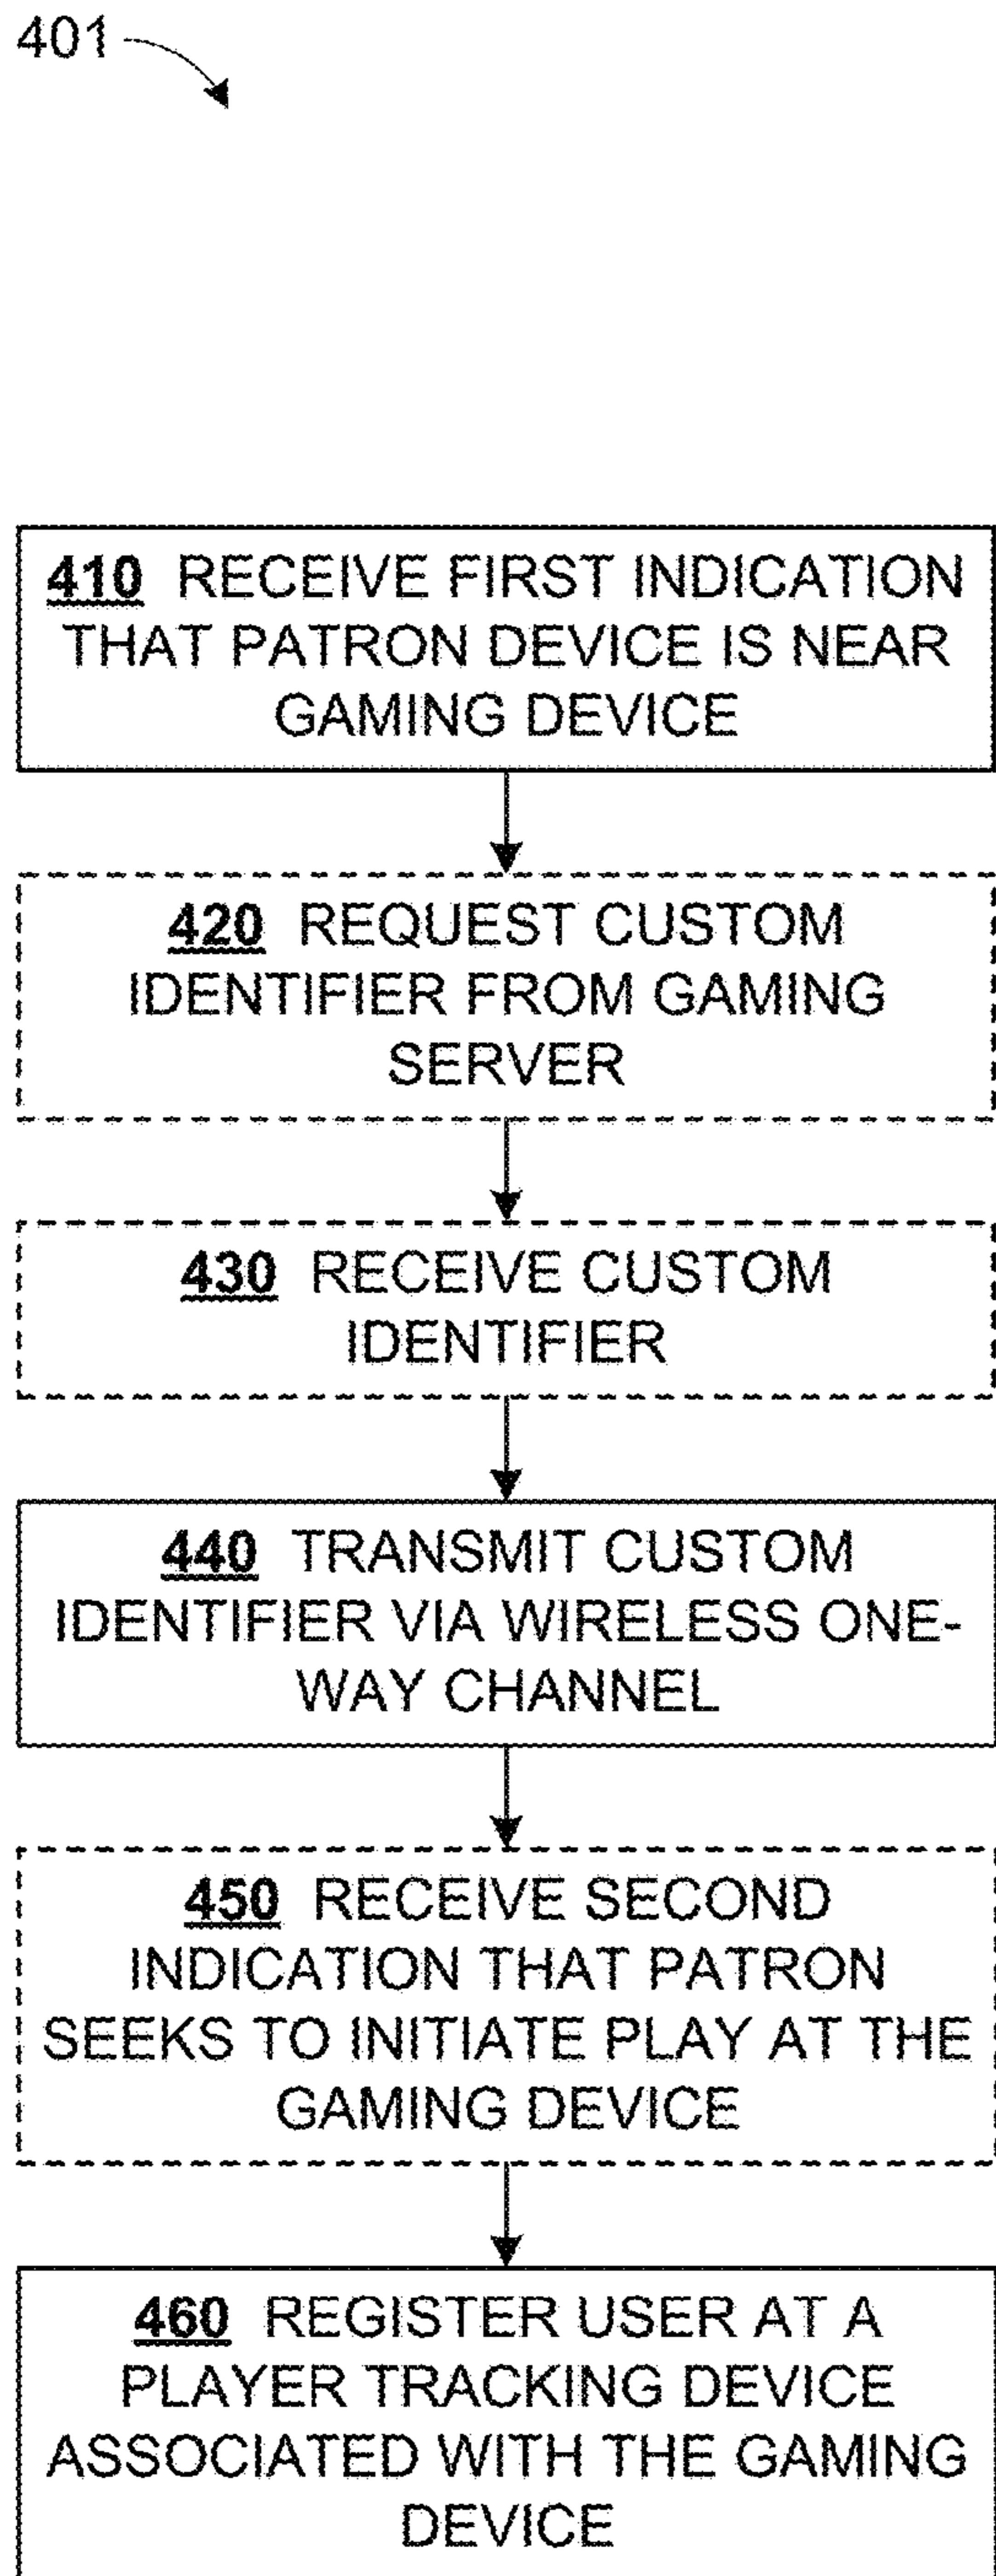 401
410 RECEIVE FIRST INDICATION
THAT PATRON DEVICE IS NEAR
GAMING DEVICE
420 REQUEST CUSTOM
IDENTIFIER FROM GAMING
SERVER
430 RECEIVE CUSTOM
IDENTIFIER
440 TRANSMIT CUSTOM
IDENTIFIER VIA WIRELESS ONE-
WAY CHANNEL
450 RECEIVE SECOND
INDICATION THAT PATRON
SEEKS TO INITIATE PLAY AT THE
GAMING DEVICE
460 REGISTER USER AT A
PLAYER TRACKING DEVICE
ASSOCIATED WITH THE GAMING
DEVICE